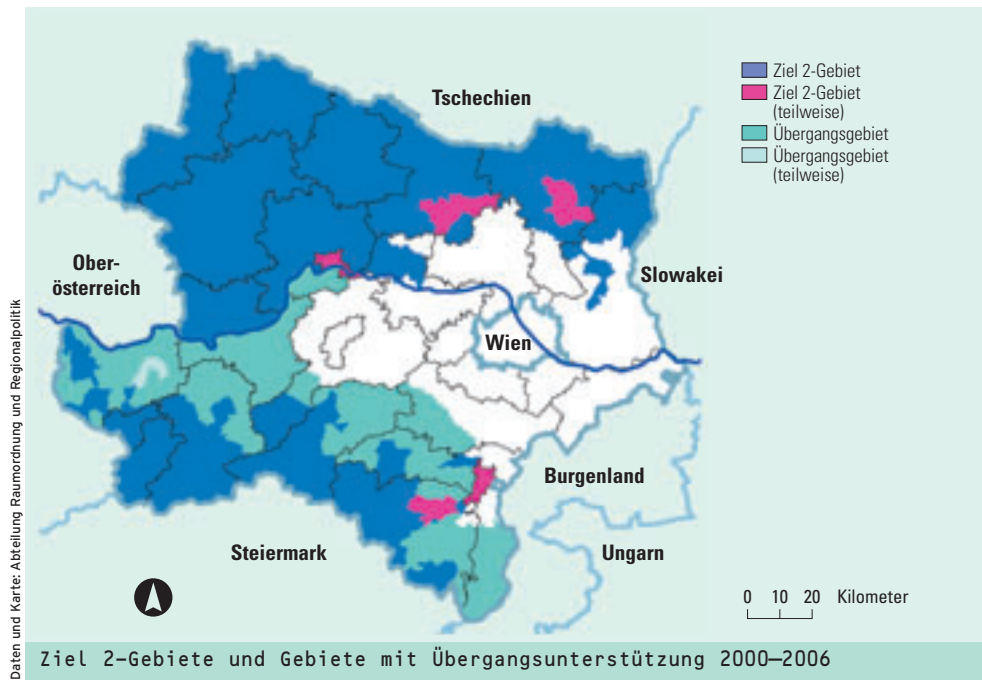 Tschechien
Ober-
österreich
Slowakei
Wien
Burgenland
Steiermark
Ungarn
Ziel 2-Gebiet
Ziel 2-Gebiet
(teilweise)
Übergangsgebiet
Übergangsgebiet
(teilweise)
0 10 20 Kilometer
Daten und Karte: Abteilung Raumordnung und Regionalpolitik
Ziel 2–Gebiete und Gebiete mit Übergangsunterstützung 2000–2006